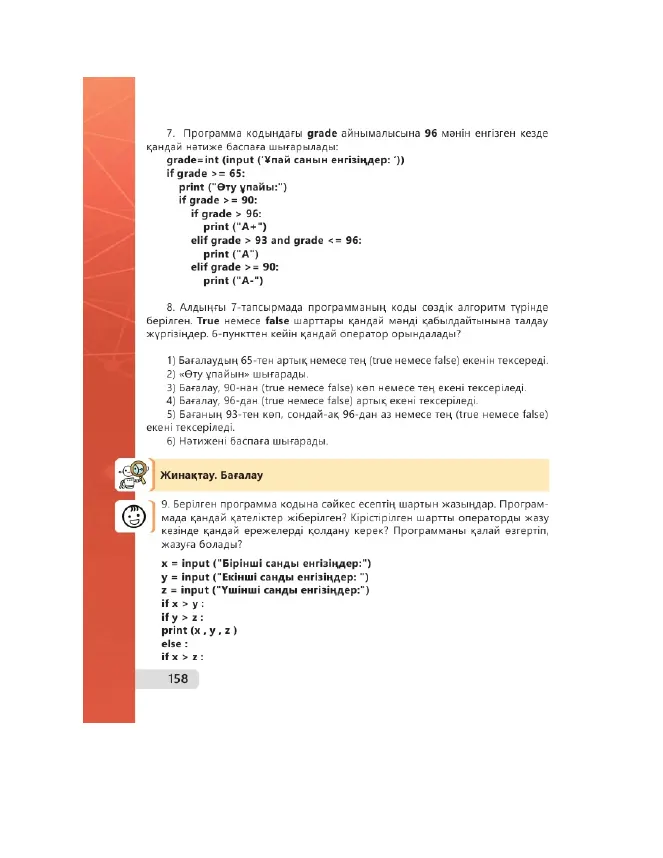 7. Программа кодындағы grade айнымалысына 96 мәнін енгізген кезде
қандай нәтиже баспаға шығарылады:
grade=int (input ('Ұпай санын енгізіңдер: '))
if grade >= 65:
print ("Өту ұпайы:")
if grade >= 90:
if grade > 96:
print ("A+")
elif grade > 93 and grade <= 96:
print ("A")
elif grade >= 90:
print ("A-")
8. Алдыңғы 7-тапсырмада программаның коды сөздік алгоритм түрінде
берілген. True немесе false шарттары қандай мәнді қабылдайтынына талдау
жүргізіңдер. 6-пункттен кейін қандай оператор орындалады?
1) Бағалаудың 65-тен артық немесе тең (true немесе false) екенін тексереді.
2) «Өту ұпайын» шығарады.
3) Бағалау, 90-нан (true немесе false) көп немесе тең екені тексеріледі.
4) Бағалау, 96-дан (true немесе false) артық екені тексеріледі.
5) Бағаның 93-тен көп, сондай-ақ 96-дан аз немесе тең (true немесе false)
екені тексеріледі.
6) Нәтижені баспаға шығарады.
Жинақтау. Бағалау
9. Берілген программа кодына сәйкес есептің шартын жазыңдар. Програм-
мада қандай қателіктер жіберілген? Кірістірілген шартты операторды жазу
кезінде қандай ережелерді қолдану керек? Программаны қалай өзгертіп,
жазуға болады?
x = input ("Бірінші санды енгізіңдер:")
y = input ("Екінші санды енгізіңдер: ")
z = input ("Үшінші санды енгізіңдер:")
if x > y :
if y > z :
print (x , y , z )
else :
if x > z :
158